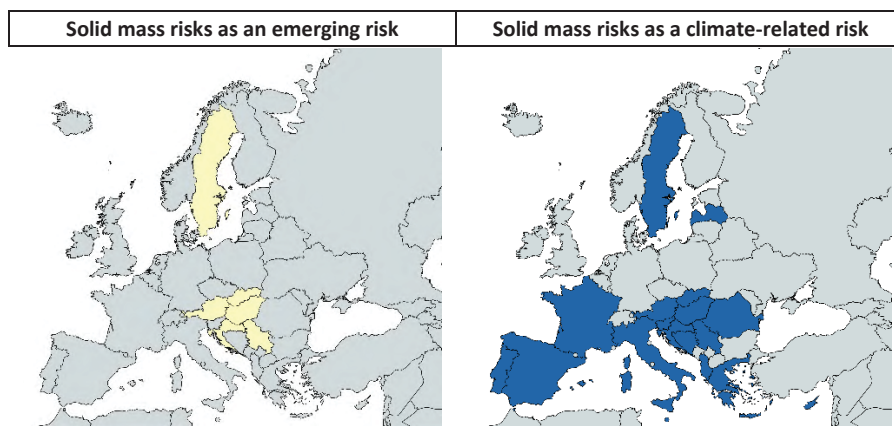 Solid mass risks as an emerging risk
Solid mass risks as a climate-related risk